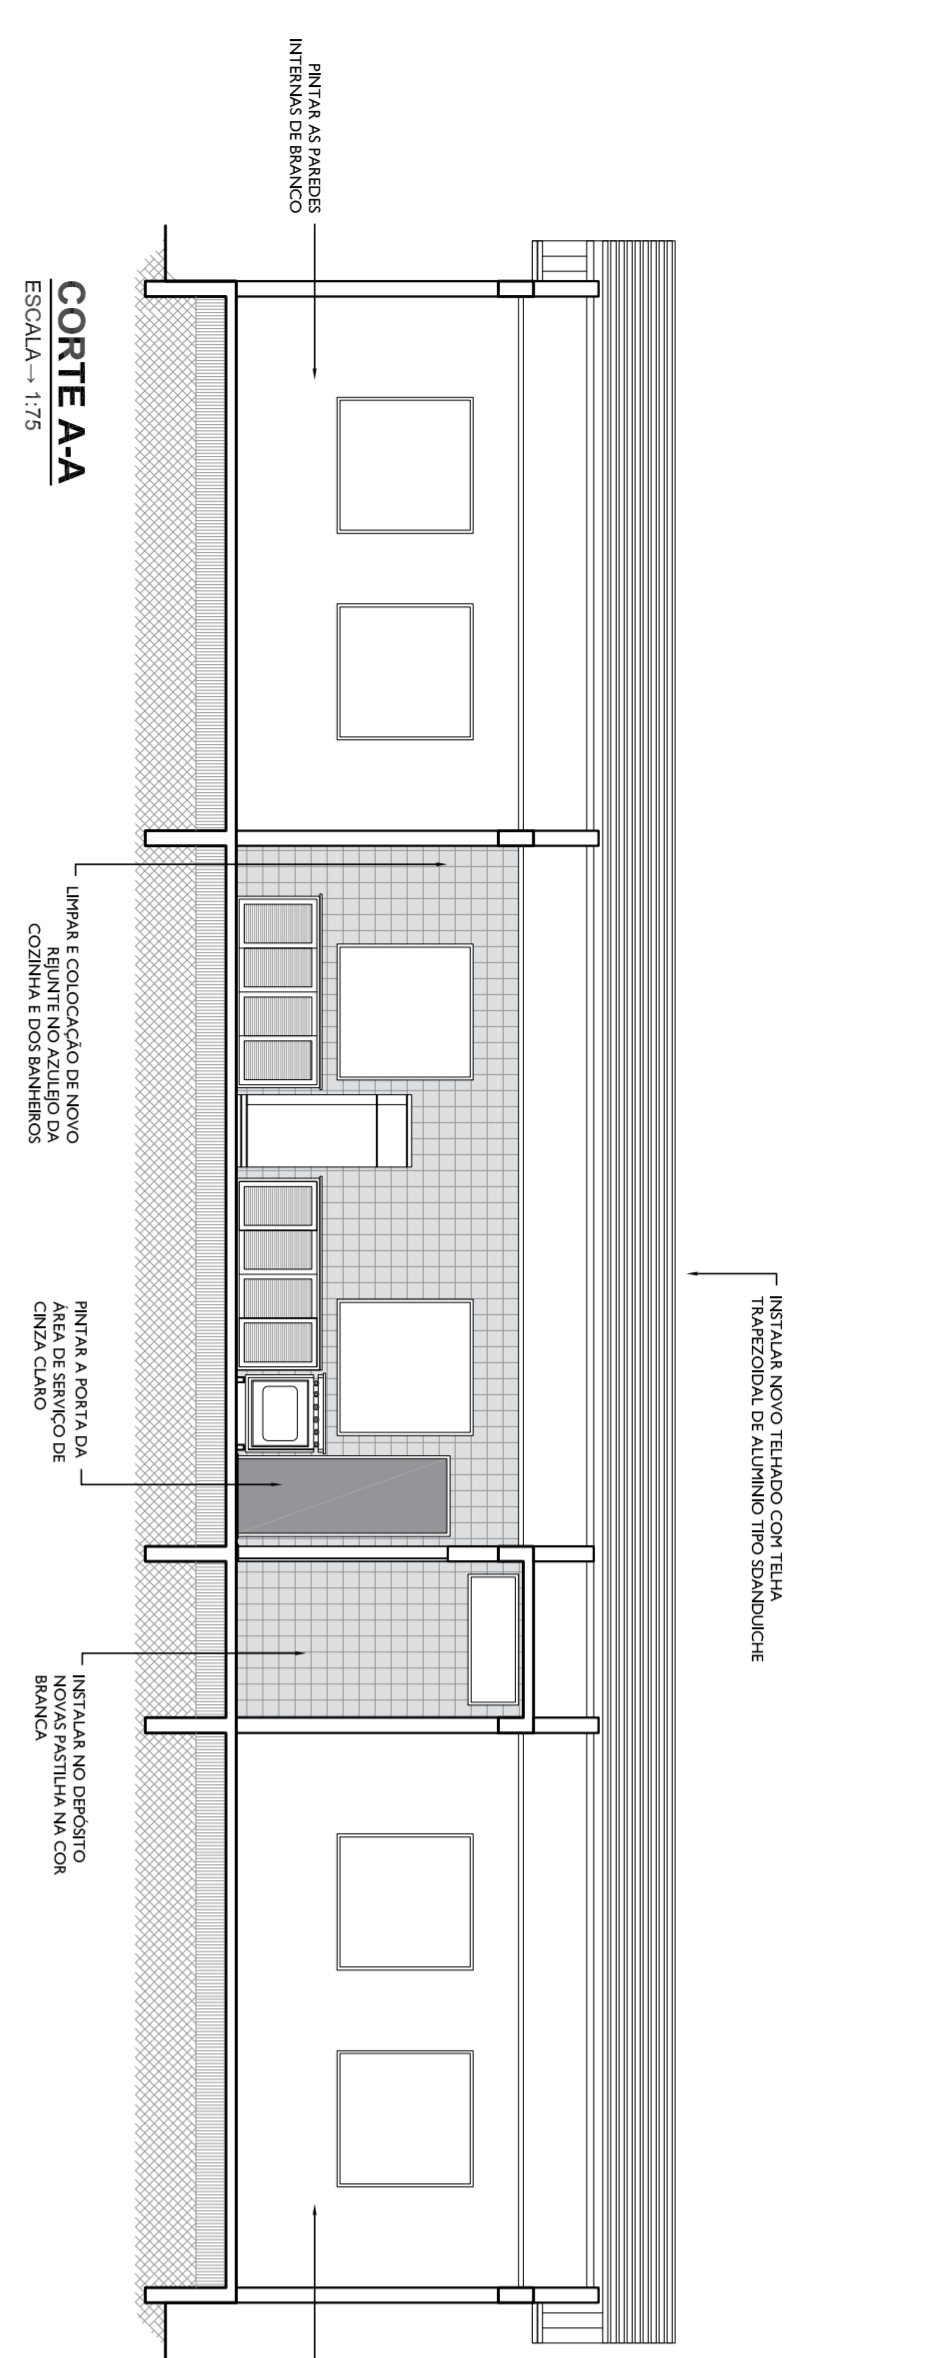 INSTALAR NOVO TELHADO COM TELHA
TRAPEZOIDAL DE ALUMINIO TIPO SDANDUICHE
PINTAR AS PAREDES
INTERNAS DE BRANCO
LIMPAR E COLOCAÇÃO DE NOVO
REJUNTE NO AZULEJO DA
COZINHA E DOS BANHEIROS
PINTAR A PORTA DA
ÁREA DE SERVIÇO DE
CINZA CLARO
INSTALAR NO DEPÓSITO
NOVAS PASTILHA NA COR
BRANCA
CORTE A-A
ESCALA→ 1:75